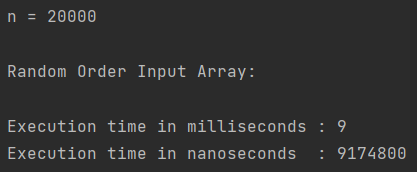 n = 20000
Random Order Input Array:
Execution time in milliseconds : 9
Execution time in nanoseconds  : 9174800